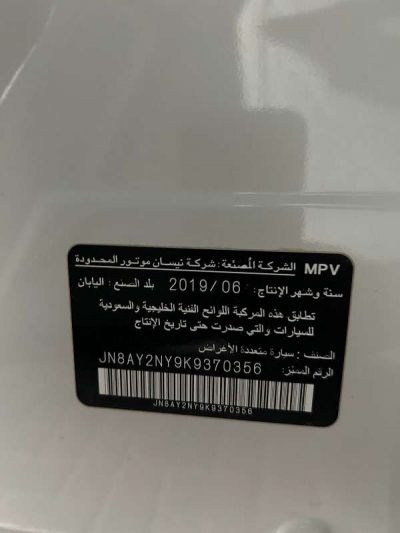 MPV الشركة المصنعة: شركة نيسان موتور المحدودة
سنة وشهر الإنتاج: 2019/06 بلد الصنع: اليابان
تطابق هذه المركبة اللوائح الفنية الخليجية والسعودية
للسيارات والتي صدرت حتى تاريخ الإنتاج
الصنف: سيارة متعددة الأغراض
الرقم المميز: JN8AY2NY9K9370356
JN8AY2NY9K9370356